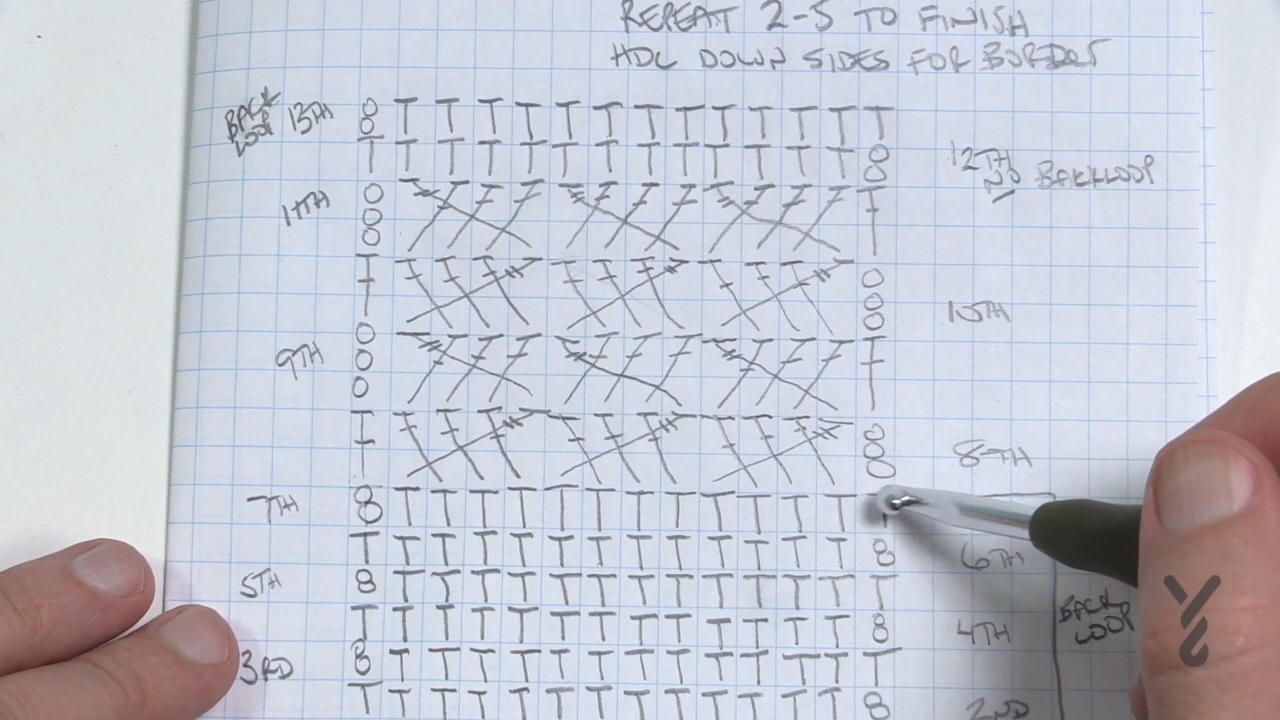 REPEAT 2-5 TO FINISH
HDC DOWN SIDES FOR BORDER
BACK LOOP 13TH
12TH NO BACKLOOP
11TH
10TH
9TH
8TH
7TH
6TH
5TH
BACK LOOP
4TH
3RD
2ND